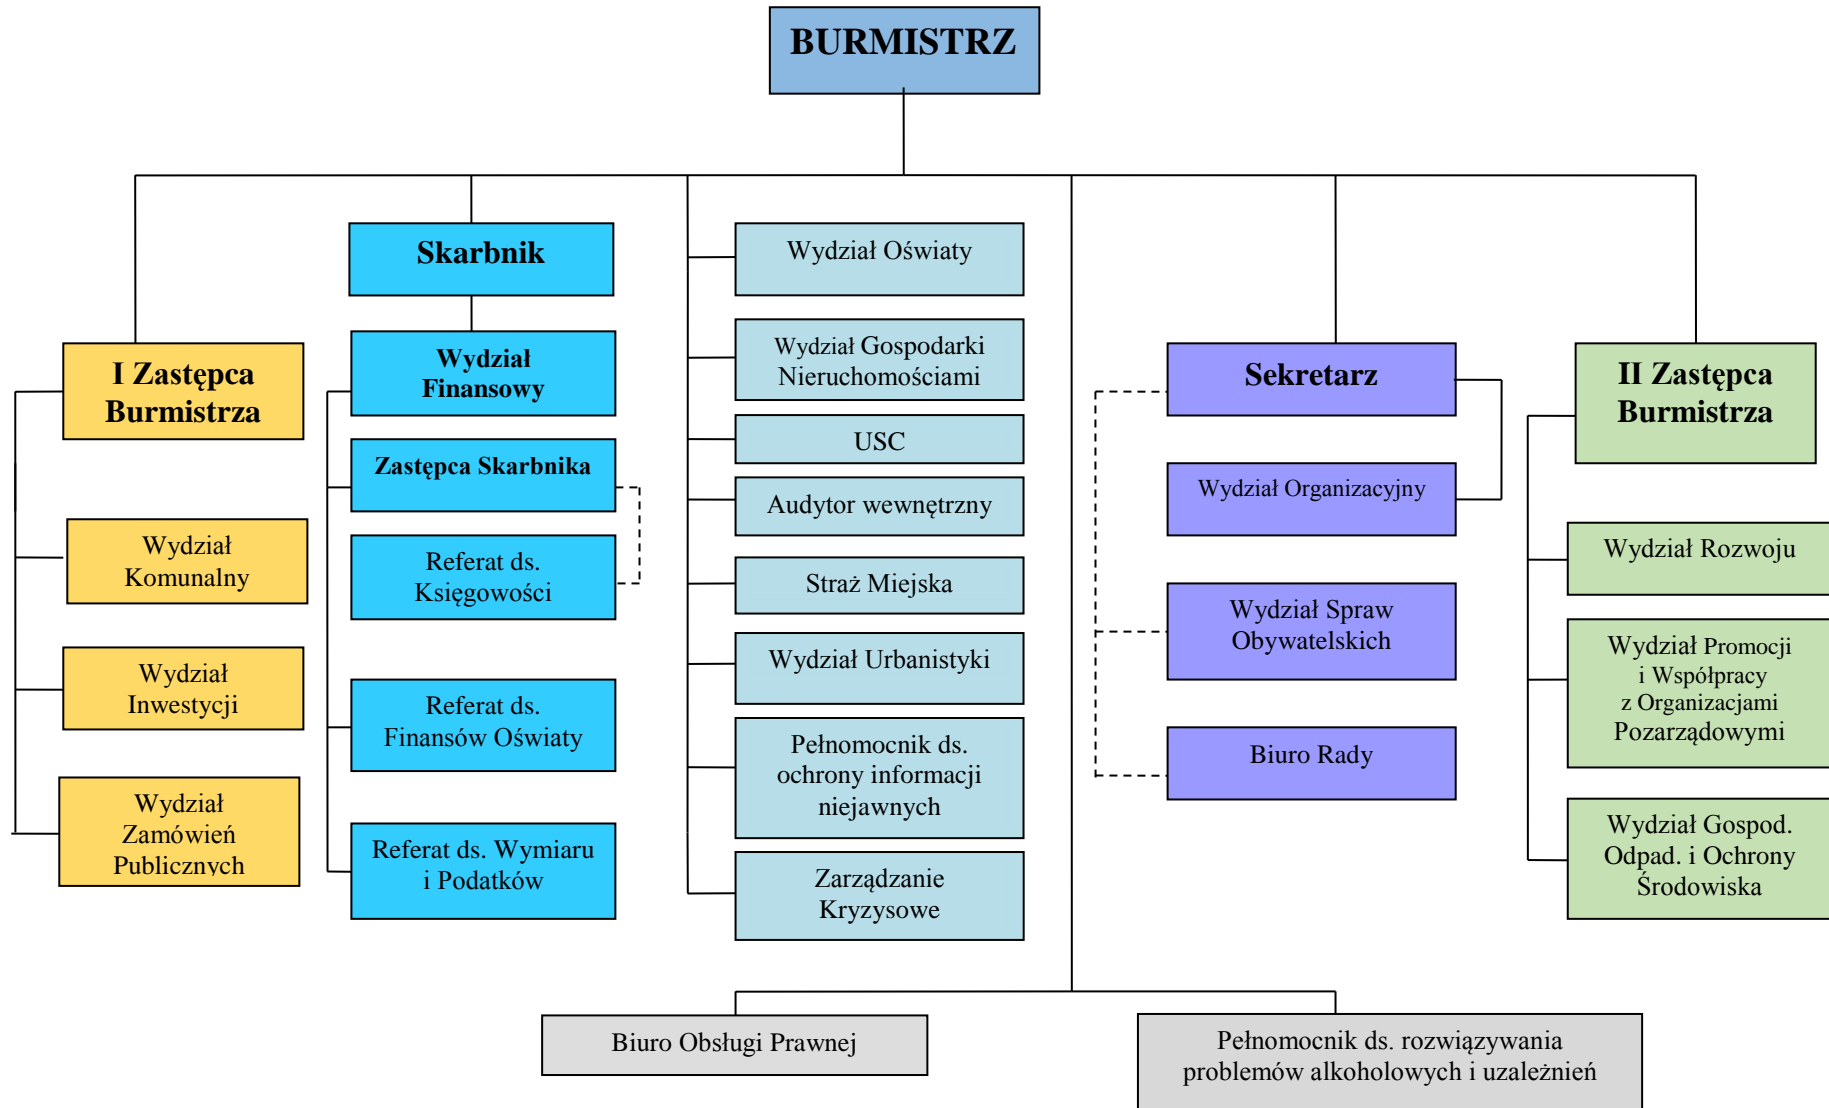 BURMISTRZ
Skarbnik
Wydział
Finansowy
Zastępca Skarbnika
Referat ds.
Księgowości
Referat ds.
Finansów Oświaty
Referat ds. Wymiaru
i Podatków
I Zastępca
Burmistrza
Wydział
Komunalny
Wydział
Inwestycji
Wydział
Zamówień
Publicznych
Wydział Oświaty
Wydział Gospodarki
Nieruchomościami
USC
Audytor wewnętrzny
Straż Miejska
Wydział Urbanistyki
Pełnomocnik ds.
ochrony informacji
niejawnych
Zarządzanie
Kryzysowe
Sekretarz
Wydział Organizacyjny
Wydział Spraw
Obywatelskich
Biuro Rady
II Zastępca
Burmistrza
Wydział Rozwoju
Wydział Promocji
i Współpracy
z Organizacjami
Pozarządowymi
Wydział Gospod.
Odpad. i Ochrony
Środowiska
Biuro Obsługi Prawnej
Pełnomocnik ds. rozwiązywania
problemów alkoholowych i uzależnień